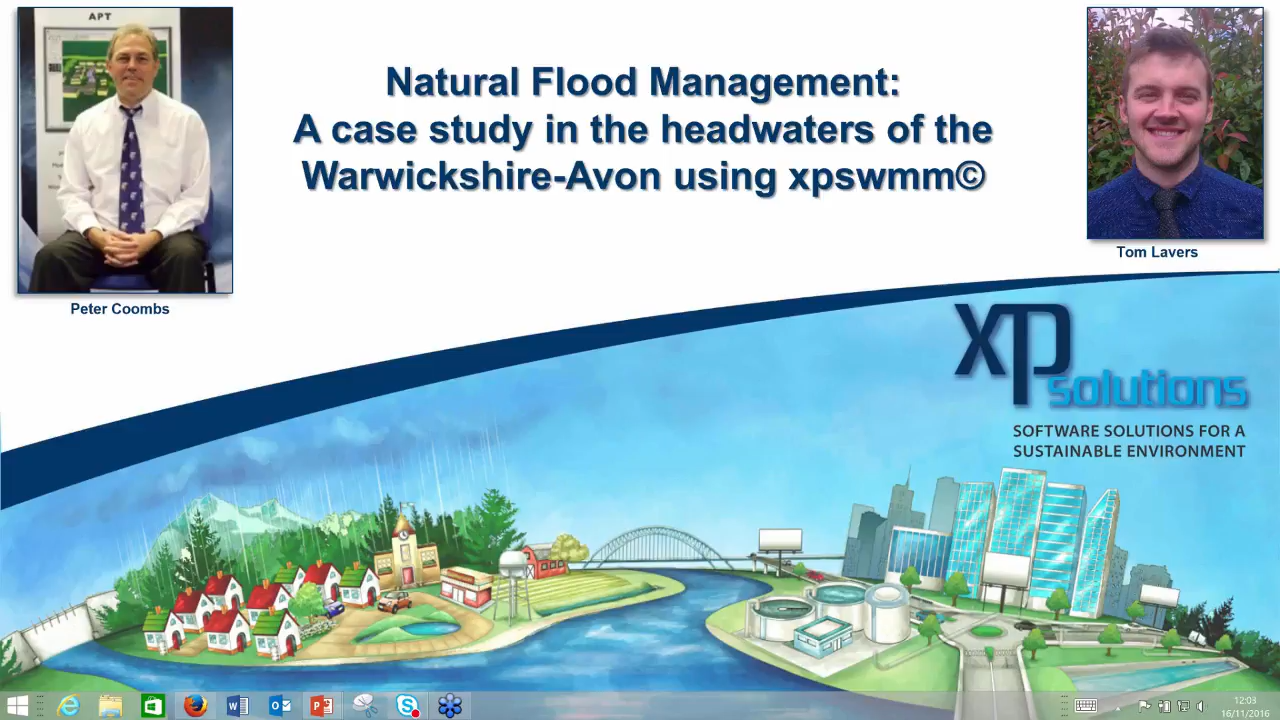 APT
Natural Flood Management:
A case study in the headwaters of the
Warwickshire-Avon using xpswmm©
Tom Lavers
Peter Coombs
xp
solutions
SOFTWARE SOLUTIONS FOR A
SUSTAINABLE ENVIRONMENT
12:03
16/11/2016